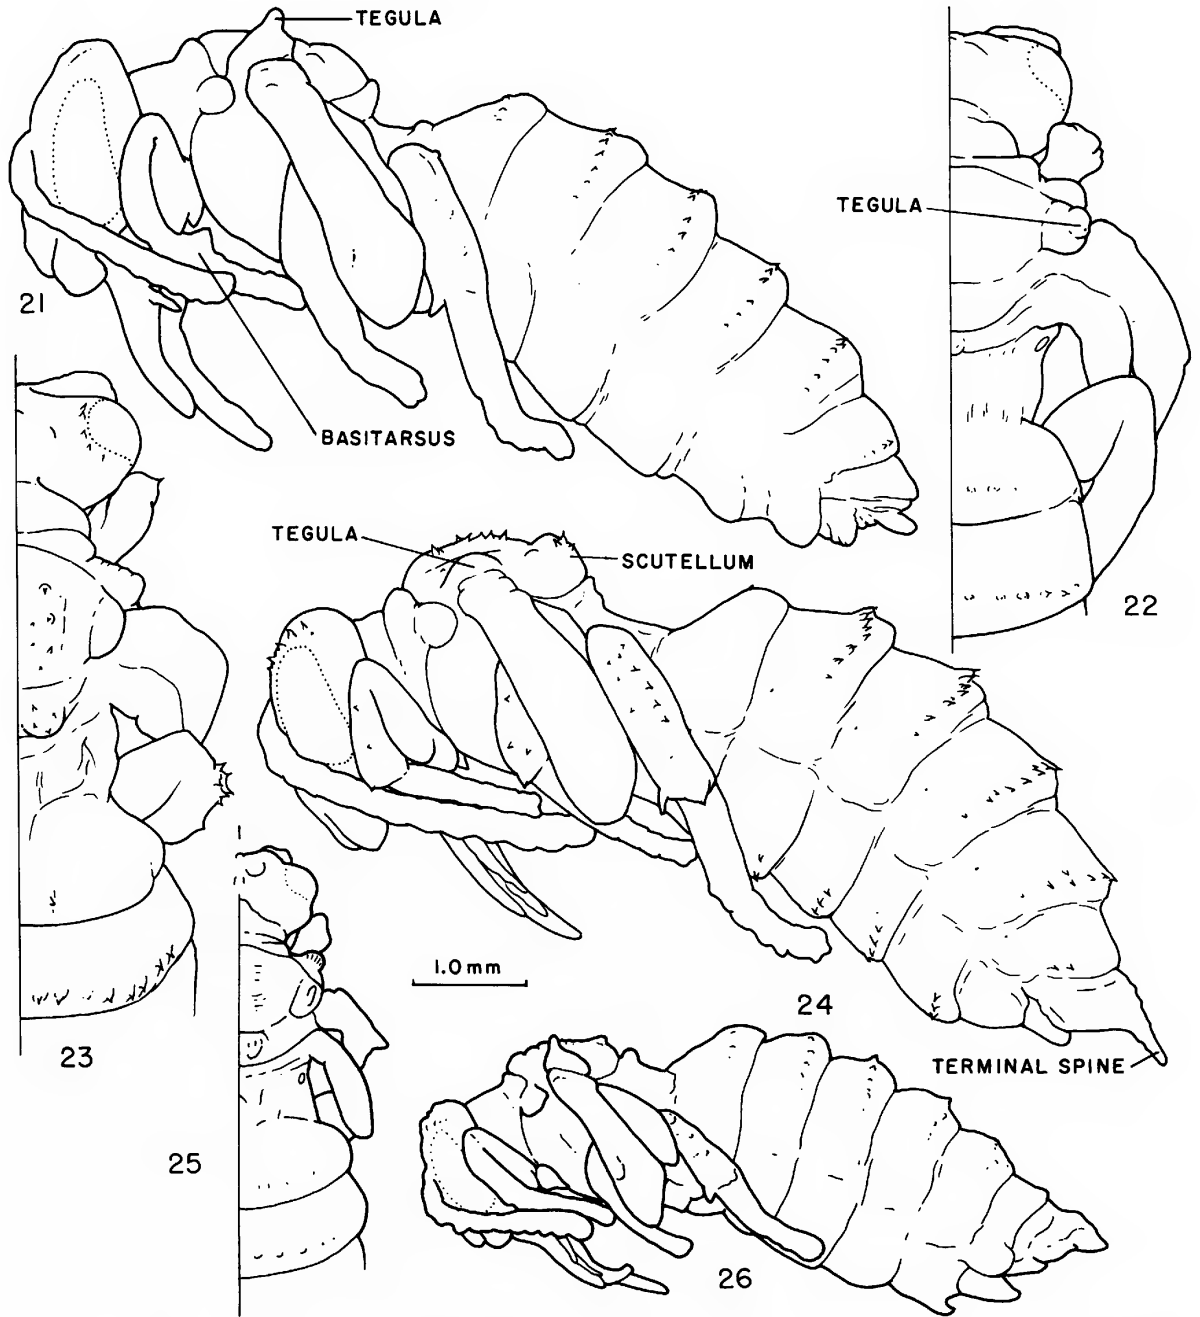 TEGULA
TEGULA
21
BASITARSUS
TEGULA
SCUTELLUM
22
1.0 mm
24
23
TERMINAL SPINE
25
26